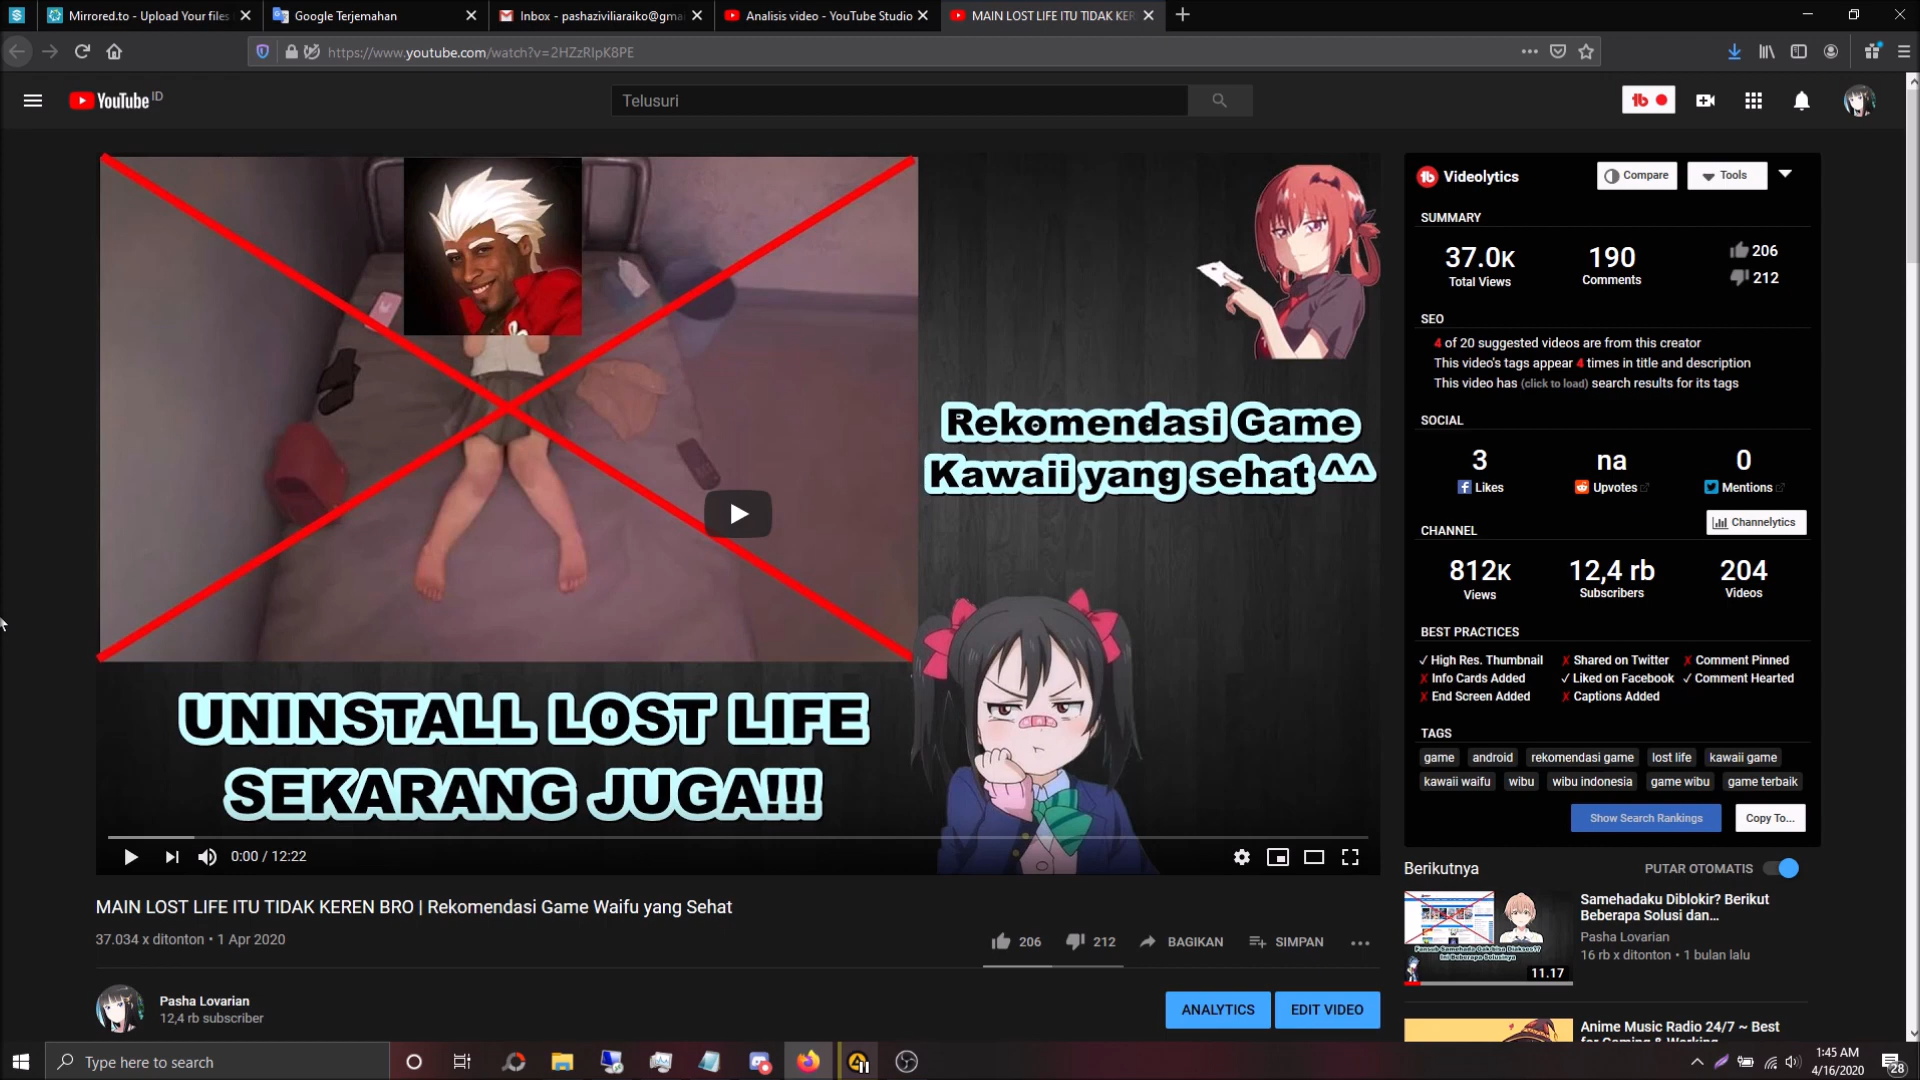 Mirrored.to - Upload Your files
Google Terjemahan
Inbox - pashaziviliaraiko@gma
Analisis video - YouTube Studio
MAIN LOST LIFE ITU TIDAK KER
https://www.youtube.com/watch?v=2HZzRIpK8PE
YouTube ID
Telusuri
Rekomendasi Game
Kawaii yang sehat ^^
UNINSTALL LOST LIFE
SEKARANG JUGA!!!
0:00 / 12:22
MAIN LOST LIFE ITU TIDAK KEREN BRO | Rekomendasi Game Waifu yang Sehat
37.034 x ditonton • 1 Apr 2020
206
212
BAGIKAN
SIMPAN
Pasha Lovarian
12,4 rb subscriber
ANALYTICS
EDIT VIDEO
Videolytics
Compare
Tools
SUMMARY
37.0K
Total Views
190
Comments
206
212
SEO
4 of 20 suggested videos are from this creator
This video's tags appear 4 times in title and description
This video has (click to load) search results for its tags
SOCIAL
3
Likes
na
Upvotes
0
Mentions
CHANNEL
Channelytics
812K
Views
12,4 rb
Subscribers
204
Videos
BEST PRACTICES
✓ High Res. Thumbnail
✗ Shared on Twitter
✗ Comment Pinned
✗ Info Cards Added
✓ Liked on Facebook
✓ Comment Hearted
✗ End Screen Added
✗ Captions Added
TAGS
game
android
rekomendasi game
lost life
kawaii game
kawaii waifu
wibu
wibu indonesia
game wibu
game terbaik
Show Search Rankings
Copy To...
Berikutnya
PUTAR OTOMATIS
11.17
Samehadaku Diblokir? Berikut
Beberapa Solusi dan...
Pasha Lovarian
16 rb x ditonton • 1 bulan lalu
Anime Music Radio 24/7 ~ Best
for Gaming & Working
Type here to search
1:45 AM
4/16/2020
28